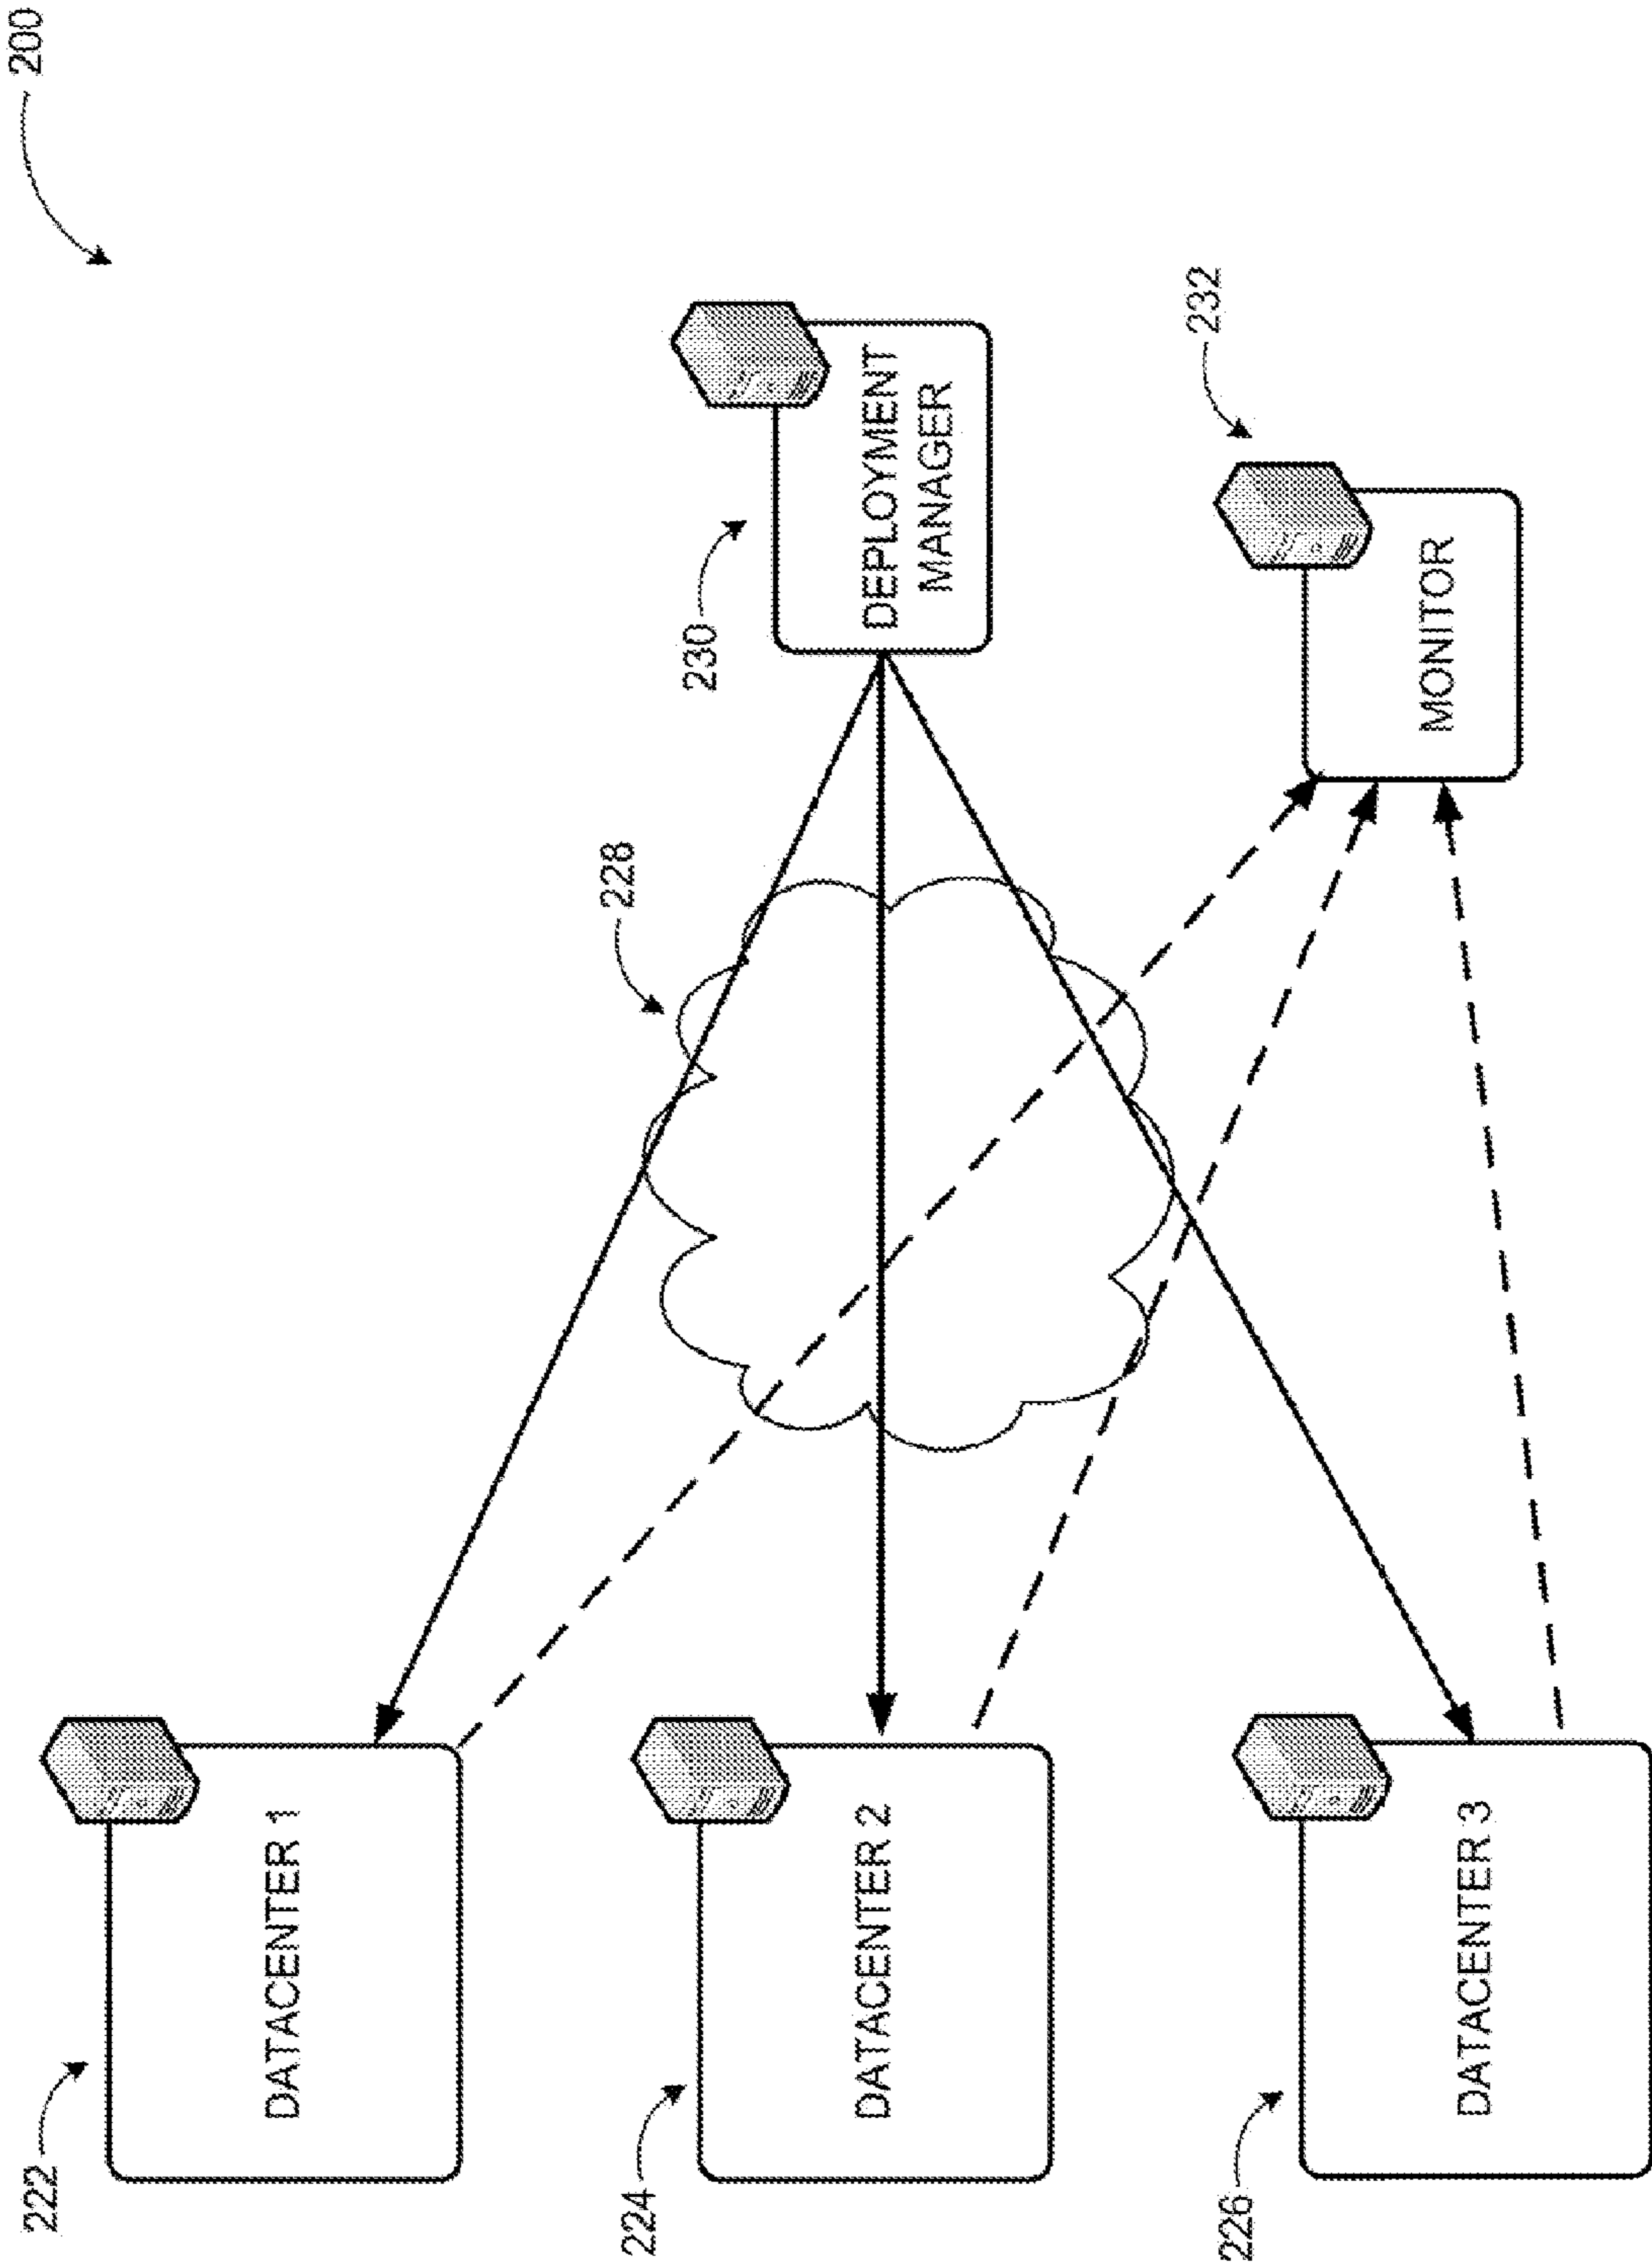 200
222
DATACENTER 1
228
230
DEPLOYMENT
MANAGER
224
DATACENTER 2
232
MONITOR
226
DATACENTER 3